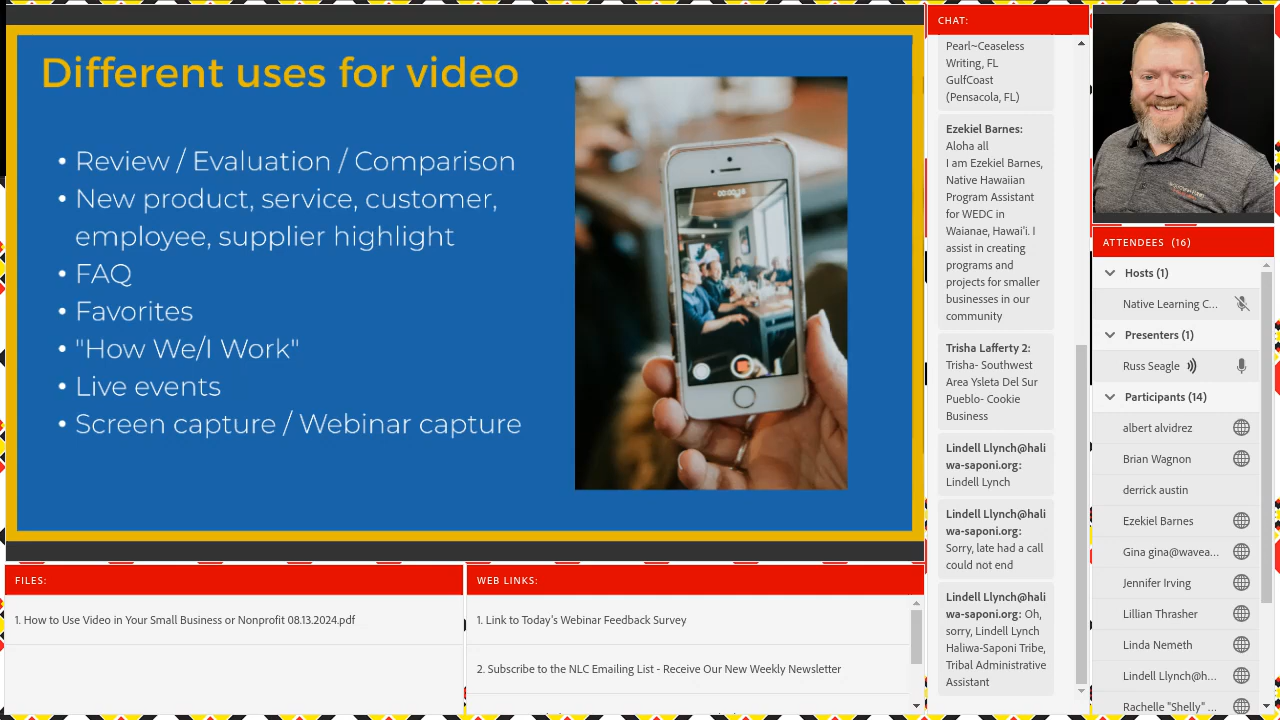 Different uses for video
• Review / Evaluation / Comparison
• New product, service, customer,
employee, supplier highlight
• FAQ
• Favorites
• "How We/I Work"
• Live events
• Screen capture / Webinar capture
FILES:
1. How to Use Video in Your Small Business or Nonprofit 08.13.2024.pdf
WEB LINKS:
1. Link to Today's Webinar Feedback Survey
2. Subscribe to the NLC Emailing List - Receive Our New Weekly Newsletter
CHAT:
Pearl~Ceaseless
Writing, FL
GulfCoast
(Pensacola, FL)
Ezekiel Barnes:
Aloha all
I am Ezekiel Barnes,
Native Hawaiian
Program Assistant
for WEDC in
Waianae, Hawai'i. I
assist in creating
programs and
projects for smaller
businesses in our
community
Trisha Lafferty 2:
Trisha- Southwest
Area Ysleta Del Sur
Pueblo- Cookie
Business
Lindell Llynch@hali
wa-saponi.org:
Lindell Lynch
Lindell Llynch@hali
wa-saponi.org:
Sorry, late had a call
could not end
Lindell Llynch@hali
wa-saponi.org: Oh,
sorry, Lindell Lynch
Haliwa-Saponi Tribe,
Tribal Administrative
Assistant
ATTENDEES (16)
Hosts (1)
Native Learning C...
Presenters (1)
Russ Seagle
Participants (14)
albert alvidrez
Brian Wagnon
derrick austin
Ezekiel Barnes
Gina gina@wavea...
Jennifer Irving
Lillian Thrasher
Linda Nemeth
Lindell Llynch@h...
Rachelle "Shelly" ...